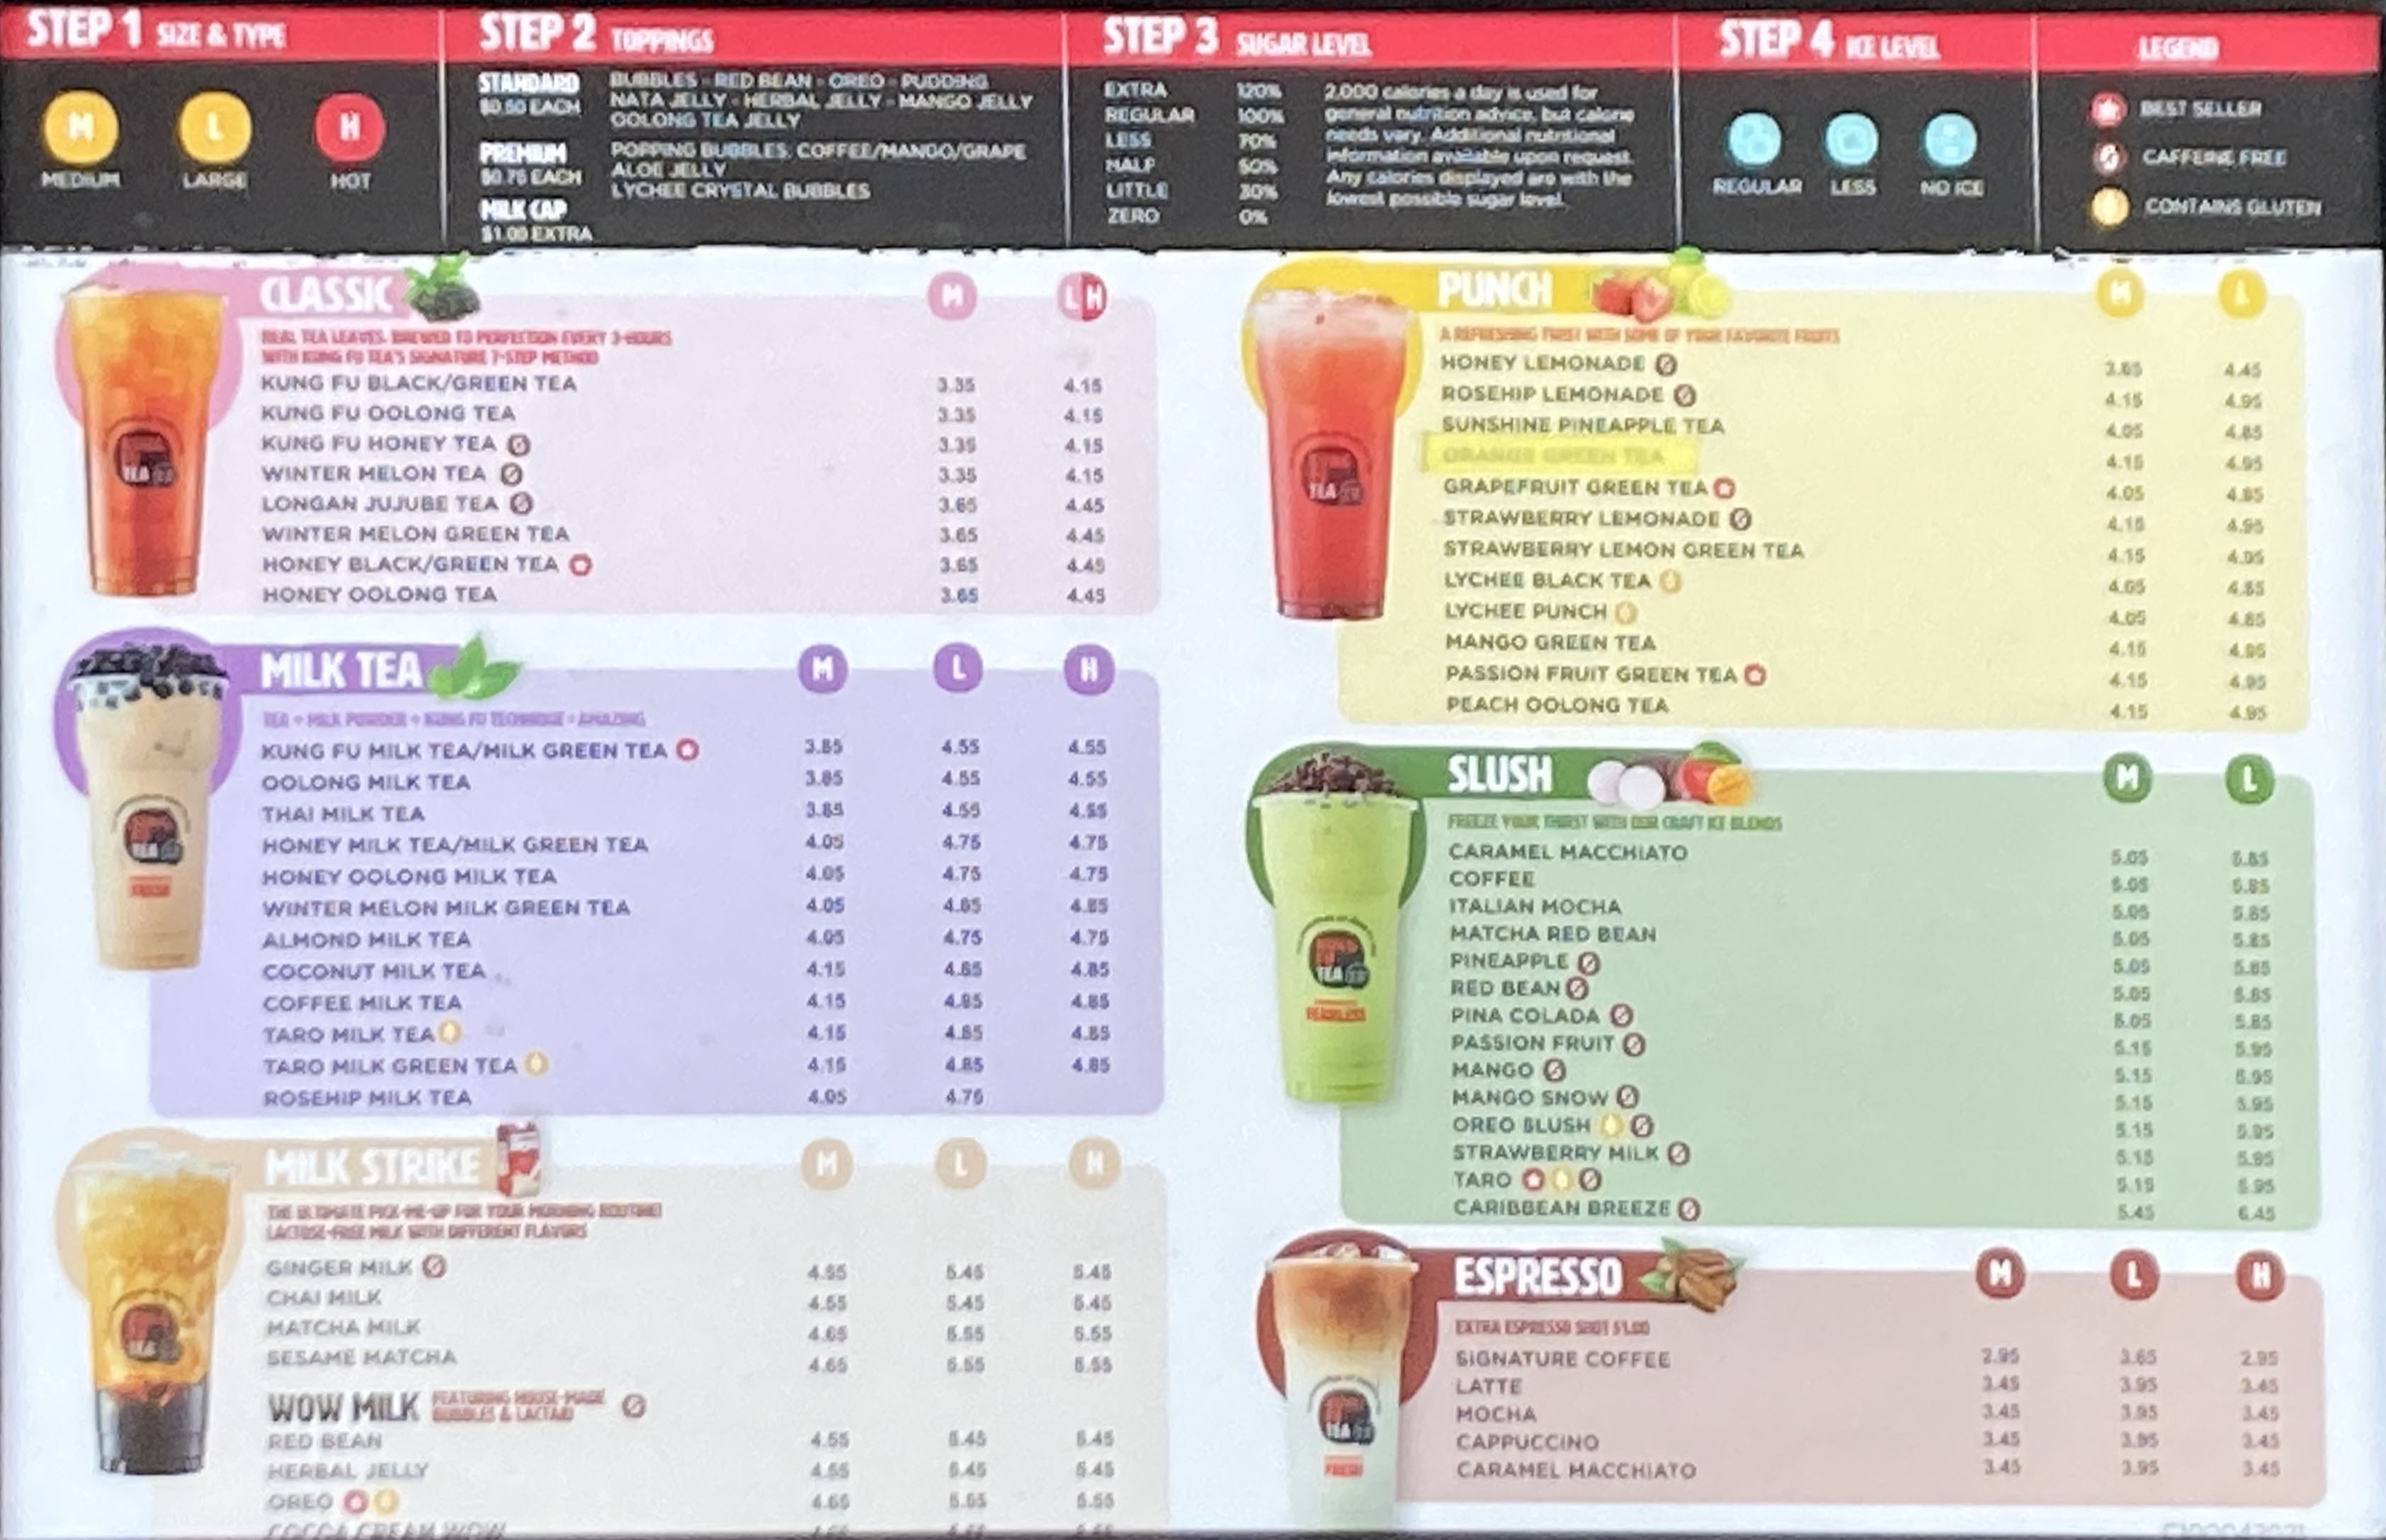 STEP 1 SIZE & TYPE
M L H
MEDIUM LARGE HOT
STEP 2 TOPPINGS
STANDARD
$0.50 EACH
BUBBLES - RED BEAN - OREO - PUDDING
NATA JELLY - HERBAL JELLY - MANGO JELLY
OOLONG TEA JELLY
PREMIUM
$0.75 EACH
POPPING BUBBLES: COFFEE/MANGO/GRAPE
ALOE JELLY
LYCHEE CRYSTAL BUBBLES
MILK CAP
$1.00 EXTRA
STEP 3 SUGAR LEVEL
EXTRA 120%
REGULAR 100%
LESS 70%
HALF 50%
LITTLE 30%
ZERO 0%
2,000 calories a day is used for
general nutrition advice, but calorie
needs vary. Additional nutritional
information available upon request.
Any calories displayed are with the
lowest possible sugar level.
STEP 4 ICE LEVEL
REGULAR LESS NO ICE
LEGEND
BEST SELLER
CAFFEINE FREE
CONTAINS GLUTEN
CLASSIC M L H
REAL TEA LEAVES, BREWED TO PERFECTION EVERY 3-HOURS
WITH KUNG FU TEA'S SIGNATURE 7-STEP METHOD
KUNG FU BLACK/GREEN TEA 3.35 4.15
KUNG FU OOLONG TEA 3.35 4.15
KUNG FU HONEY TEA 3.35 4.15
WINTER MELON TEA 3.35 4.15
LONGAN JUJUBE TEA 3.65 4.45
WINTER MELON GREEN TEA 3.65 4.45
HONEY BLACK/GREEN TEA 3.65 4.45
HONEY OOLONG TEA 3.65 4.45
MILK TEA M L H
TEA + MILK POWDER + KUNG FU TECHNIQUE = AMAZING
KUNG FU MILK TEA/MILK GREEN TEA 3.85 4.55 4.55
OOLONG MILK TEA 3.85 4.55 4.55
THAI MILK TEA 3.85 4.55 4.55
HONEY MILK TEA/MILK GREEN TEA 4.05 4.75 4.75
HONEY OOLONG MILK TEA 4.05 4.75 4.75
WINTER MELON MILK GREEN TEA 4.05 4.85 4.85
ALMOND MILK TEA 4.05 4.75 4.75
COCONUT MILK TEA 4.15 4.85 4.85
COFFEE MILK TEA 4.15 4.85 4.85
TARO MILK TEA 4.15 4.85 4.85
TARO MILK GREEN TEA 4.15 4.85 4.85
ROSEHIP MILK TEA 4.05 4.75
MILK STRIKE M L H
THE ULTIMATE PICK-ME-UP FOR YOUR MORNING ROUTINE!
LACTOSE-FREE MILK WITH DIFFERENT FLAVORS
GINGER MILK 4.55 5.45 5.45
CHAI MILK 4.55 5.45 5.45
MATCHA MILK 4.65 5.55 5.55
SESAME MATCHA 4.65 5.55 5.55
WOW MILK FEATURING HOUSE-MADE
BUBBLES & LACTAID
RED BEAN 4.55 5.45 5.45
HERBAL JELLY 4.55 5.45 5.45
OREO 4.65 5.55 5.55
COCOA CREAM WOW
PUNCH M L
A REFRESHING TWIST WITH SOME OF YOUR FAVORITE FRUITS
HONEY LEMONADE 3.65 4.45
ROSEHIP LEMONADE 4.15 4.95
SUNSHINE PINEAPPLE TEA 4.05 4.85
ORANGE GREEN TEA 4.15 4.95
GRAPEFRUIT GREEN TEA 4.05 4.85
STRAWBERRY LEMONADE 4.15 4.95
STRAWBERRY LEMON GREEN TEA 4.15 4.95
LYCHEE BLACK TEA 4.05 4.85
LYCHEE PUNCH 4.05 4.85
MANGO GREEN TEA 4.15 4.95
PASSION FRUIT GREEN TEA 4.15 4.95
PEACH OOLONG TEA 4.15 4.95
SLUSH M L
FREEZE YOUR THIRST WITH OUR CRAFT ICE BLENDS
CARAMEL MACCHIATO 5.05 5.85
COFFEE 5.05 5.85
ITALIAN MOCHA 5.05 5.85
MATCHA RED BEAN 5.05 5.85
PINEAPPLE 5.05 5.85
RED BEAN 5.05 5.85
PINA COLADA 5.05 5.85
PASSION FRUIT 5.15 5.95
MANGO 5.15 5.95
MANGO SNOW 5.15 5.95
OREO BLUSH 5.15 5.95
STRAWBERRY MILK 5.15 5.95
TARO 5.15 5.95
CARIBBEAN BREEZE 5.45 6.45
ESPRESSO M L H
EXTRA ESPRESSO SHOT $1.00
SIGNATURE COFFEE 2.95 3.65 2.95
LATTE 3.45 3.95 3.45
MOCHA 3.45 3.95 3.45
CAPPUCCINO 3.45 3.95 3.45
CARAMEL MACCHIATO 3.45 3.95 3.45